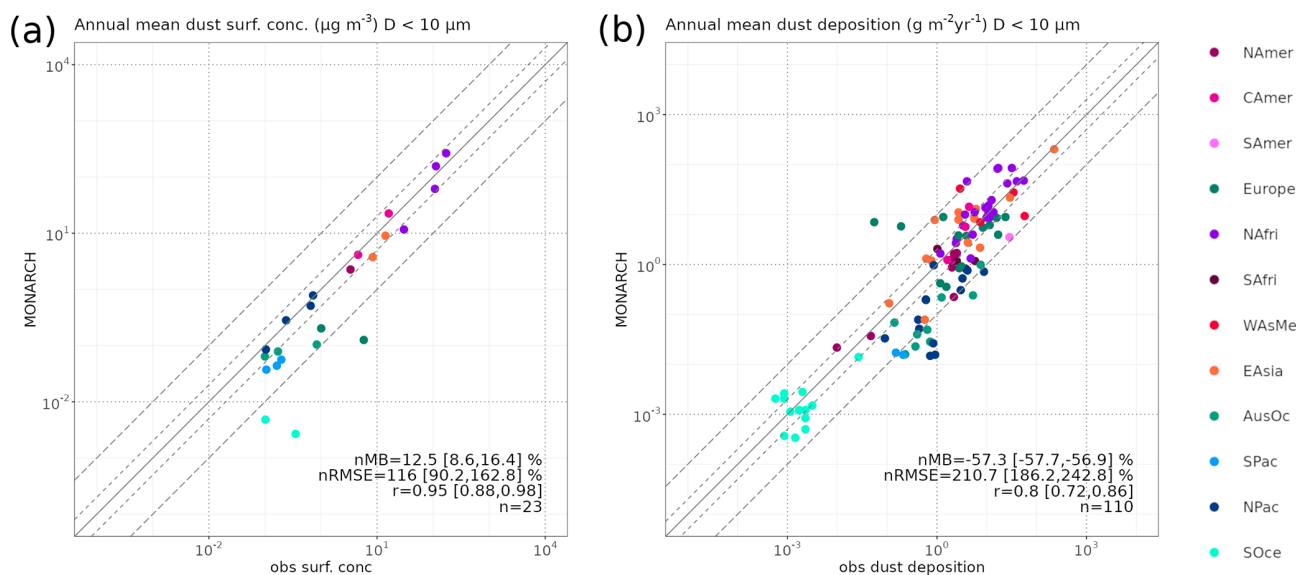 (a) Annual mean dust surf. conc. (μg m⁻³) D < 10 μm
10⁴
10¹
10⁻²
MONARCH
nMB=12.5 [8.6,16.4] %
nRMSE=116 [90.2,162.8] %
r=0.95 [0.88,0.98]
n=23
10⁻² 10¹ 10⁴
obs surf. conc
(b) Annual mean dust deposition (g m⁻²yr⁻¹) D < 10 μm
10³
10⁰
10⁻³
MONARCH
nMB=-57.3 [-57.7,-56.9] %
nRMSE=210.7 [186.2,242.8] %
r=0.8 [0.72,0.86]
n=110
10⁻³ 10⁰ 10³
obs dust deposition
NAmer
CAmer
SAmer
Europe
NAfri
SAfri
WAsMe
EAsia
AusOc
SPac
NPac
SOce